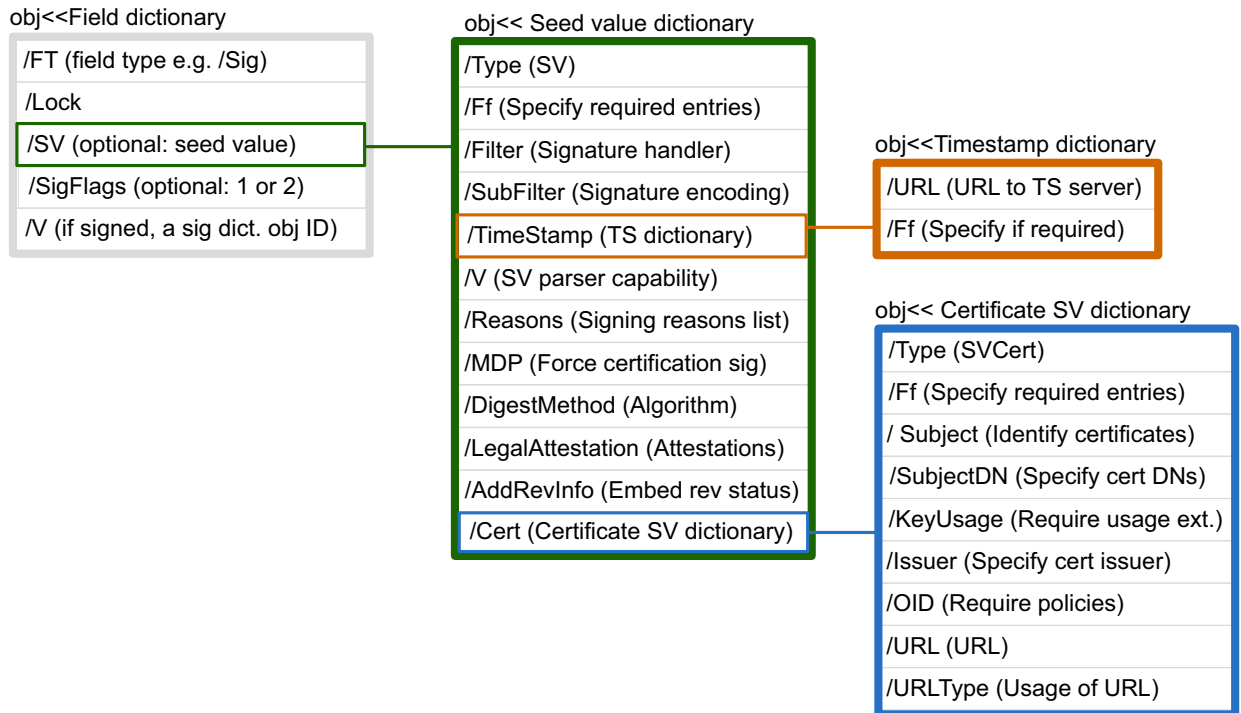 obj<<Field dictionary
/FT (field type e.g. /Sig)
/Lock
/SV (optional: seed value)
/SigFlags (optional: 1 or 2)
/V (if signed, a sig dict. obj ID)
obj<< Seed value dictionary
/Type (SV)
/Ff (Specify required entries)
/Filter (Signature handler)
/SubFilter (Signature encoding)
/TimeStamp (TS dictionary)
/V (SV parser capability)
/Reasons (Signing reasons list)
/MDP (Force certification sig)
/DigestMethod (Algorithm)
/LegalAttestation (Attestations)
/AddRevInfo (Embed rev status)
/Cert (Certificate SV dictionary)
obj<<Timestamp dictionary
/URL (URL to TS server)
/Ff (Specify if required)
obj<< Certificate SV dictionary
/Type (SVCert)
/Ff (Specify required entries)
/ Subject (Identify certificates)
/SubjectDN (Specify cert DNs)
/KeyUsage (Require usage ext.)
/Issuer (Specify cert issuer)
/OID (Require policies)
/URL (URL)
/URLType (Usage of URL)